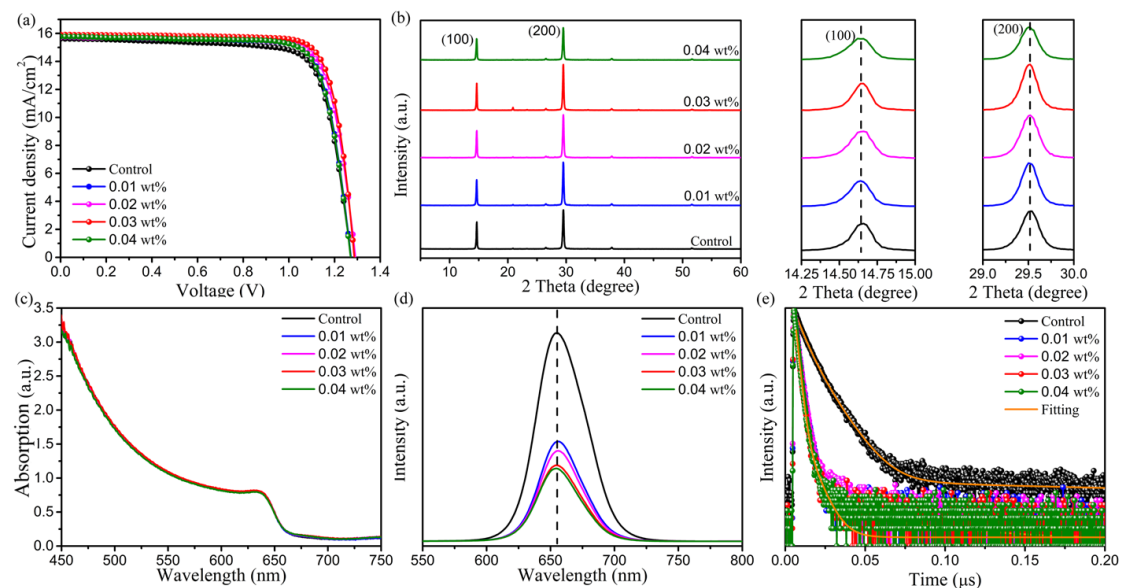 (a)
Current density (mA/cm²)
16
14
12
10
8
6
4
2
0
Control
0.01 wt%
0.02 wt%
0.03 wt%
0.04 wt%
0.0 0.2 0.4 0.6 0.8 1.0 1.2 1.4
Voltage (V)
(b)
Intensity (a.u.)
(100)
(200)
0.04 wt%
0.03 wt%
0.02 wt%
0.01 wt%
Control
10 20 30 40 50 60
2 Theta (degree)
(100)
14.25 14.50 14.75 15.00
2 Theta (degree)
(200)
29.0 29.5 30.0
2 Theta (degree)
(c)
Absorption (a.u.)
3.5
3.0
2.5
2.0
1.5
1.0
0.5
0.0
Control
0.01 wt%
0.02 wt%
0.03 wt%
0.04 wt%
450 500 550 600 650 700 750
Wavelength (nm)
(d)
Intensity (a.u.)
Control
0.01 wt%
0.02 wt%
0.03 wt%
0.04 wt%
550 600 650 700 750 800
Wavelength (nm)
(e)
Intensity (a.u.)
Control
0.01 wt%
0.02 wt%
0.03 wt%
0.04 wt%
Fitting
0.00 0.05 0.10 0.15 0.20
Time (μs)